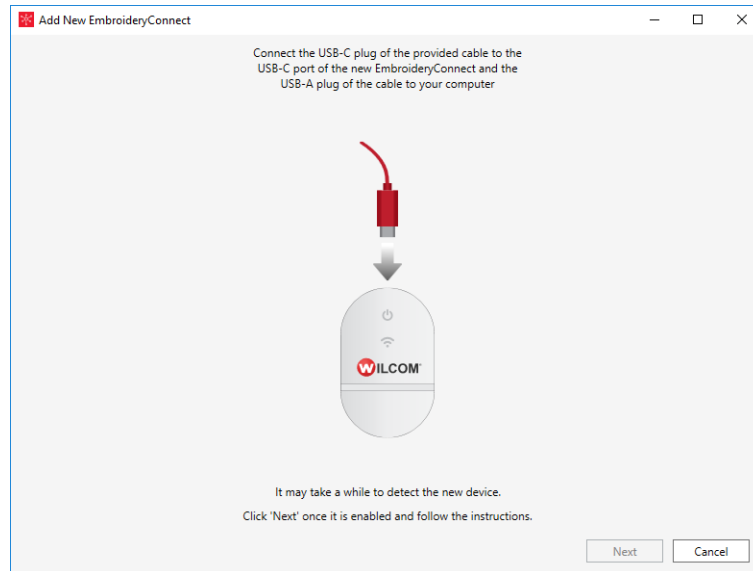 Add New EmbroideryConnect
Connect the USB-C plug of the provided cable to the
USB-C port of the new EmbroideryConnect and the
USB-A plug of the cable to your computer
WILCOM
It may take a while to detect the new device.
Click 'Next' once it is enabled and follow the instructions.
Next Cancel